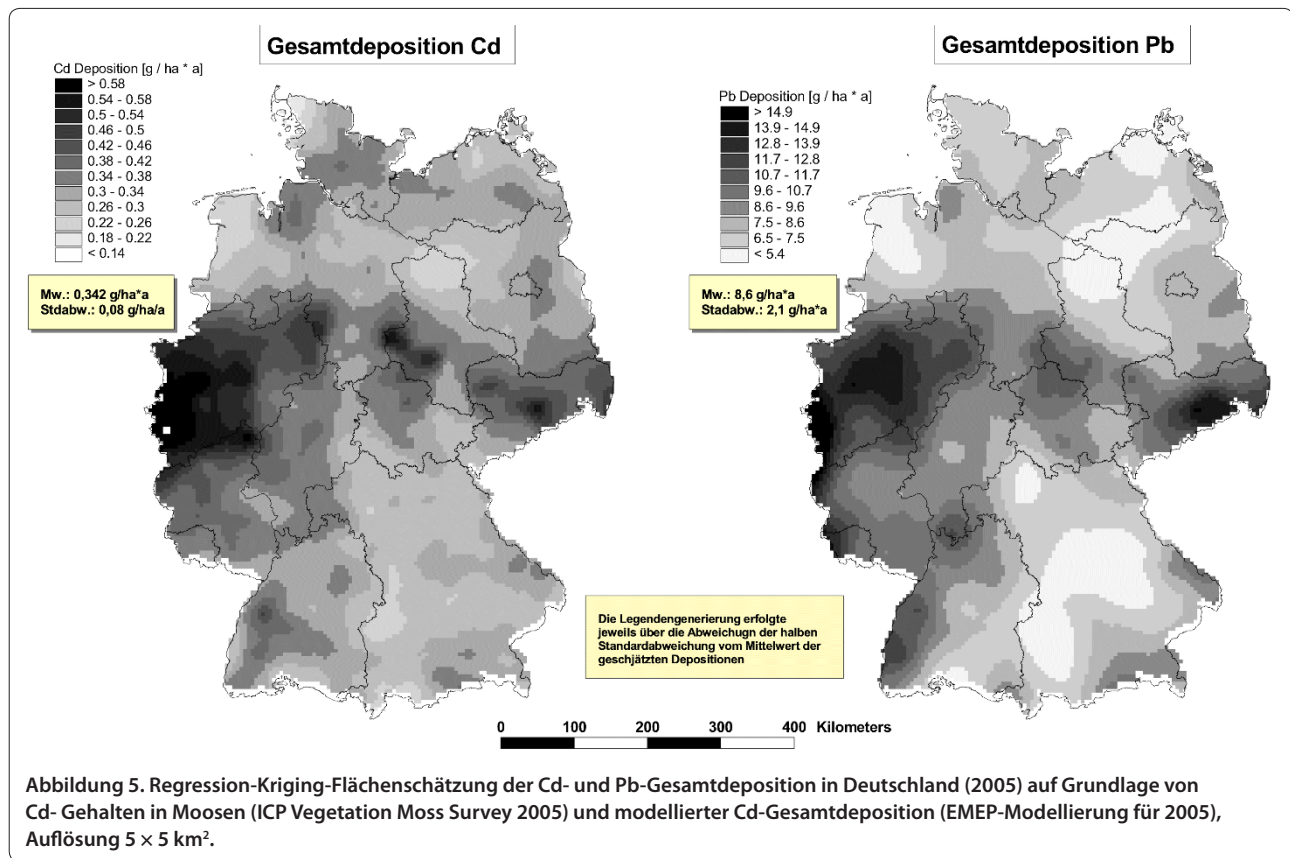 Gesamtdeposition Cd
Cd Deposition [g / ha * a]
> 0.58
0.54 - 0.58
0.5 - 0.54
0.46 - 0.5
0.42 - 0.46
0.38 - 0.42
0.34 - 0.38
0.3 - 0.34
0.26 - 0.3
0.22 - 0.26
0.18 - 0.22
< 0.14
Mw.: 0,342 g/ha*a
Stdabw.: 0,08 g/ha/a
Gesamtdeposition Pb
Pb Deposition [g / ha * a]
> 14.9
13.9 - 14.9
12.8 - 13.9
11.7 - 12.8
10.7 - 11.7
9.6 - 10.7
8.6 - 9.6
7.5 - 8.6
6.5 - 7.5
< 5.4
Mw.: 8,6 g/ha*a
Stadabw.: 2,1 g/ha*a
Die Legendengenerierung erfolgte
jeweils über die Abweichugn der halben
Standardabweichung vom Mittelwert der
geschjätzten Depositionen
0 100 200 300 400 Kilometers
Abbildung 5. Regression-Kriging-Flächenschätzung der Cd- und Pb-Gesamtdeposition in Deutschland (2005) auf Grundlage von
Cd- Gehalten in Moosen (ICP Vegetation Moss Survey 2005) und modellierter Cd-Gesamtdeposition (EMEP-Modellierung für 2005),
Auflösung 5 × 5 km².